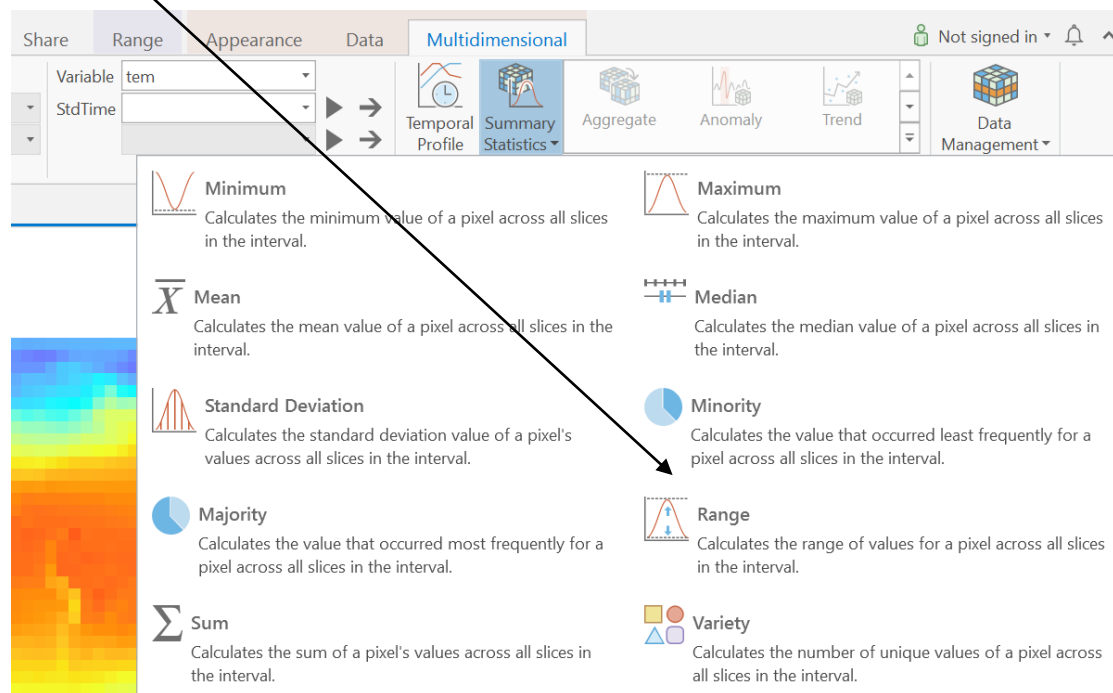 Share Range Appearance Data Multidimensional Not signed in
Variable tem
StdTime
Temporal Profile
Summary Statistics
Aggregate
Anomaly
Trend
Data Management
Minimum
Calculates the minimum value of a pixel across all slices
in the interval.
Maximum
Calculates the maximum value of a pixel across all slices
in the interval.
X Mean
Calculates the mean value of a pixel across all slices in the
interval.
Median
Calculates the median value of a pixel across all slices in
the interval.
Standard Deviation
Calculates the standard deviation value of a pixel's
values across all slices in the interval.
Minority
Calculates the value that occurred least frequently for a
pixel across all slices in the interval.
Majority
Calculates the value that occurred most frequently for a
pixel across all slices in the interval.
Range
Calculates the range of values for a pixel across all slices
in the interval.
Σ Sum
Calculates the sum of a pixel's values across all slices in
the interval.
Variety
Calculates the number of unique values of a pixel across
all slices in the interval.